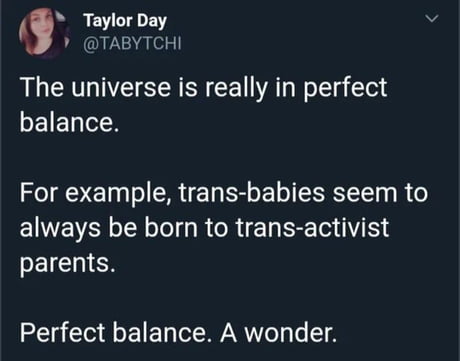 Taylor Day
@TABYTCHI
The universe is really in perfect
balance.
For example, trans-babies seem to
always be born to trans-activist
parents.
Perfect balance. A wonder.